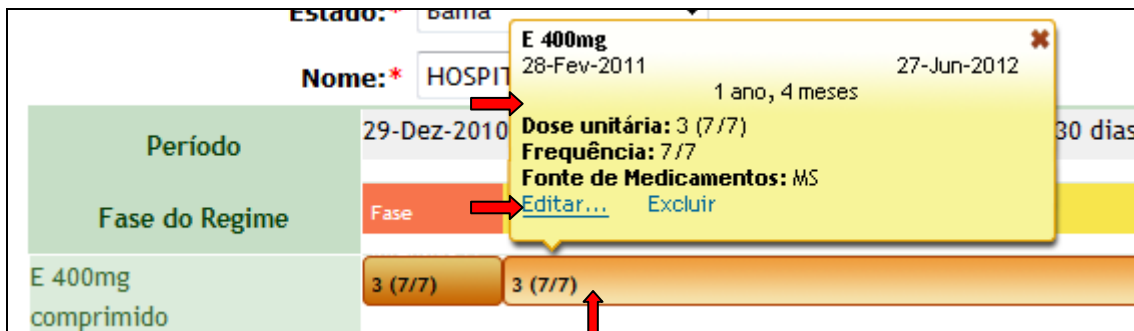 Estado:* Bahia
Nome:* HOSPIT
E 400mg
28-Fev-2011 27-Jun-2012
1 ano, 4 meses
Dose unitária: 3 (7/7)
Frequência: 7/7
Fonte de Medicamentos: MS
Editar... Excluir
Período 29-Dez-2010 30 dias
Fase do Regime Fase
E 400mg
comprimido
3 (7/7) 3 (7/7)